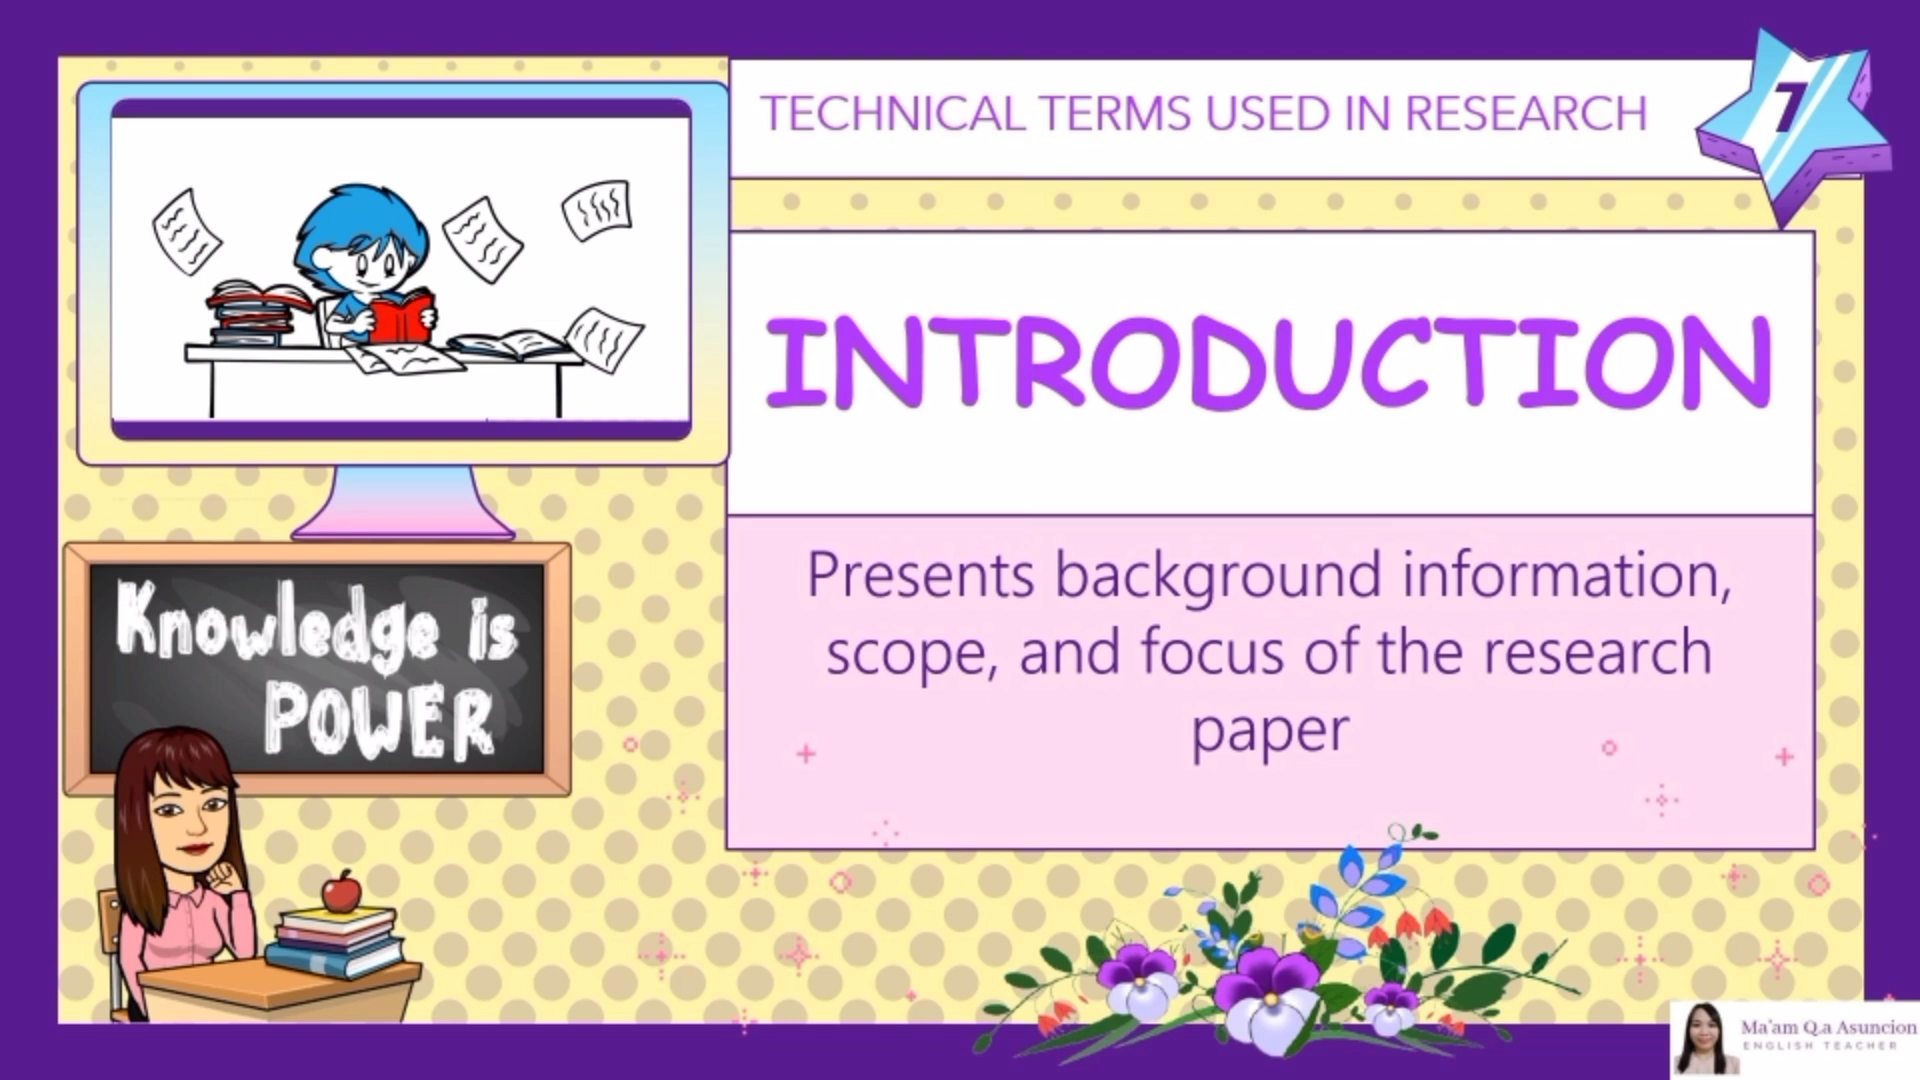 TECHNICAL TERMS USED IN RESEARCH
7
INTRODUCTION
Presents background information,
scope, and focus of the research
paper
Knowledge is
POWER
Ma'am Q.a Asuncion
ENGLISH TEACHER